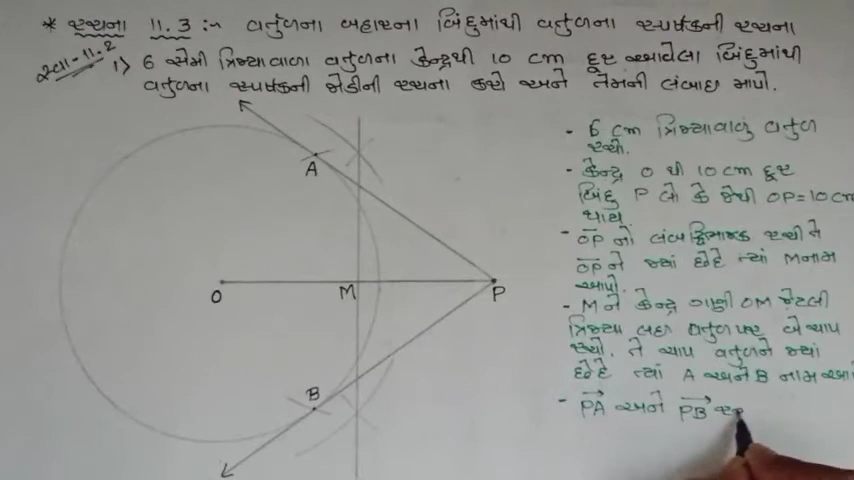 * રચના 11.3 :- વર્તુળના બહારના બિંદુમાંથી વર્તુળના સ્પર્શકની રચના
સ્વા-11.2
1) 6 સેમી ત્રિજ્યાવાળા વર્તુળના કેન્દ્રથી 10 cm દૂર આવેલા બિંદુમાંથી
વર્તુળના સ્પર્શકની જોડીની રચના કરો અને તેમની લંબાઇ માપો.
A
O
M
P
B
- 6 cm ત્રિજ્યાવાળું વર્તુળ
રચો.
- કેન્દ્ર O થી 10 cm દૂર
બિંદુ P લો કે જેથી OP=10 cm
થાય
- OP નો લંબદ્વિભાજક રચી તે
OP ને જ્યાં છેદે ત્યાં M નામ
આપો.
- M ને કેન્દ્ર ગણી OM જેટલી
ત્રિજ્યા લઇ વર્તુળ પર બે ચાપ
રચો. તે ચાપ વર્તુળને જ્યાં
છેદે ત્યાં A અને B નામ આ
- PA અને PB